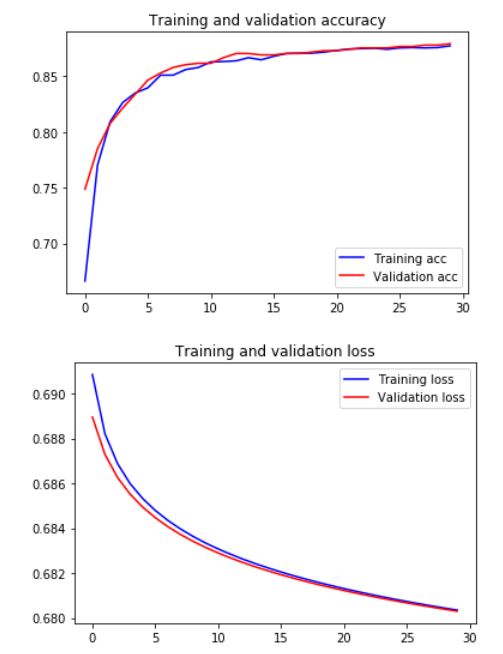 Training and validation accuracy
0.85
0.80
0.75
0.70
Training acc
Validation acc
0 5 10 15 20 25 30
Training and validation loss
0.690
Training loss
Validation loss
0.688
0.686
0.684
0.682
0.680
0 5 10 15 20 25 30